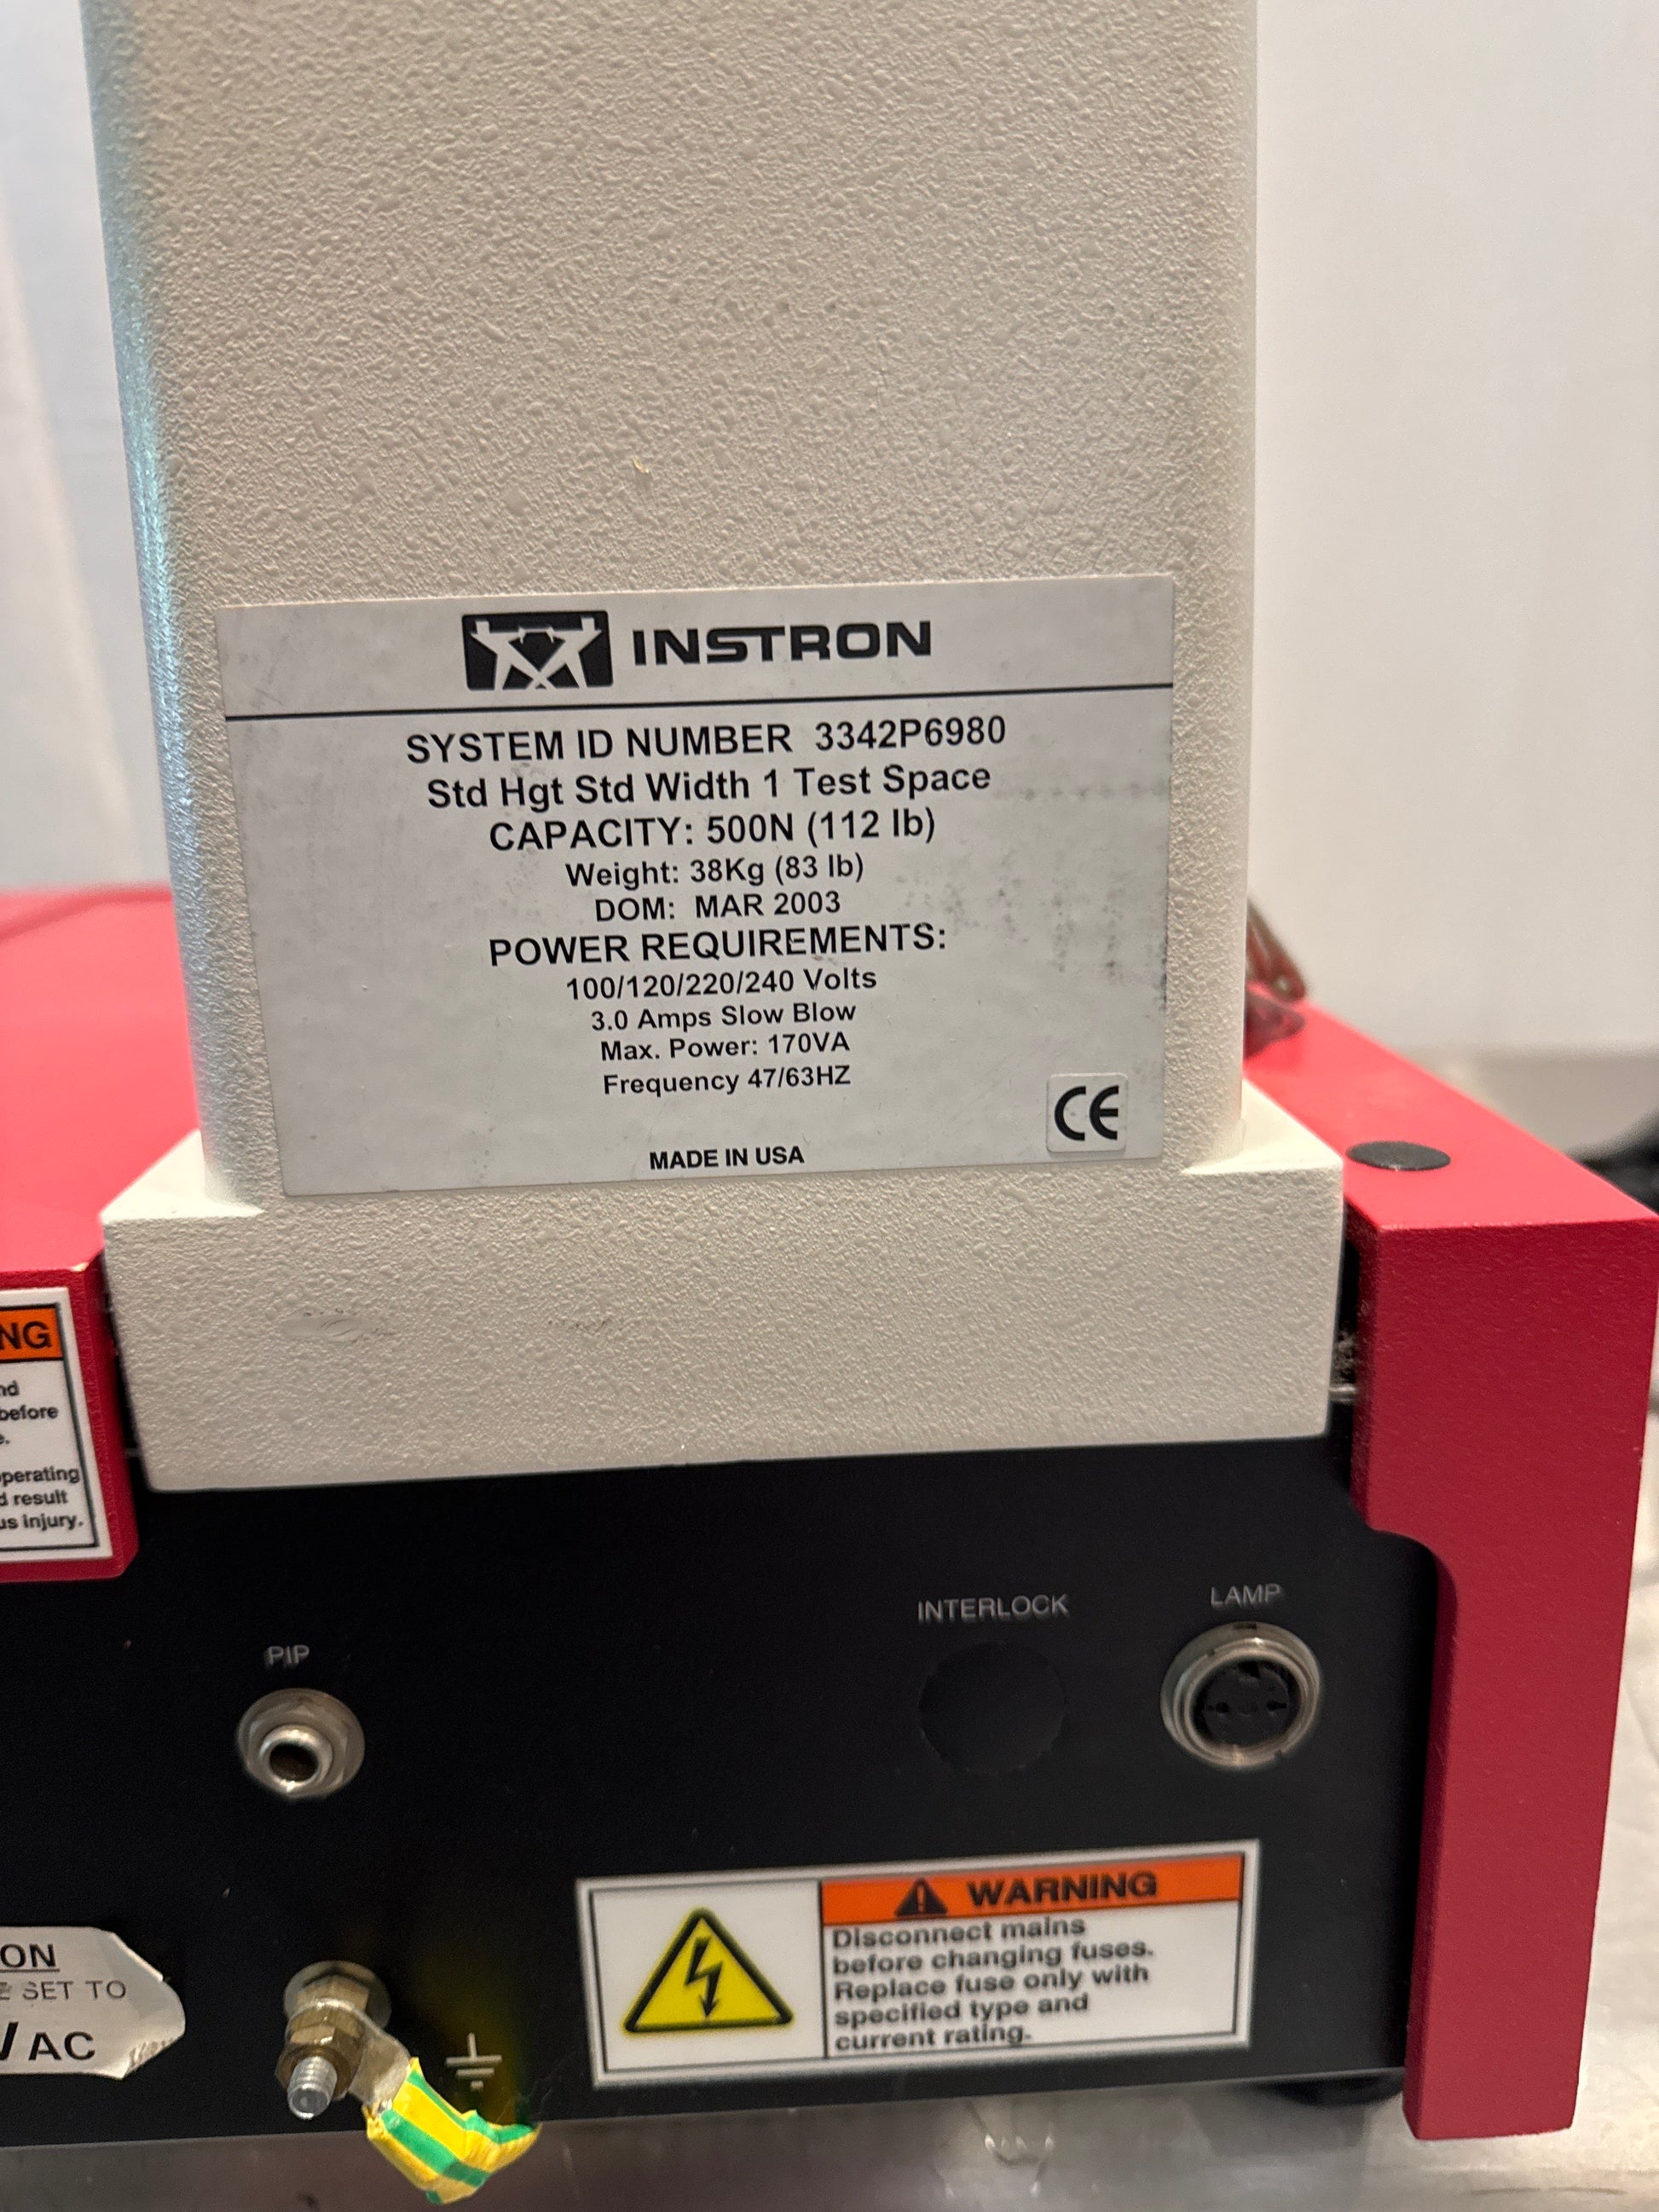 INSTRON
SYSTEM ID NUMBER 3342P6980
Std Hgt Std Width 1 Test Space
CAPACITY: 500N (112 lb)
Weight: 38Kg (83 lb)
DOM: MAR 2003
POWER REQUIREMENTS:
100/120/220/240 Volts
3.0 Amps Slow Blow
Max. Power: 170VA
Frequency 47/63HZ
CE
MADE IN USA
NG
nd
before
e.
operating
d result
us injury.
INTERLOCK
LAMP
PIP
WARNING
Disconnect mains
before changing fuses.
Replace fuse only with
specified type and
current rating.
ON
E SET TO
V AC